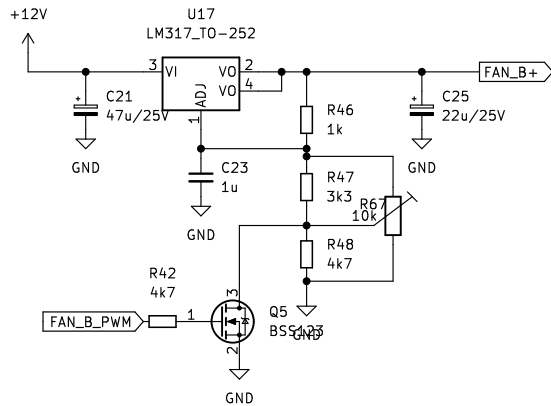 +12V
U17
LM317_TO-252
3
VI
VO
2
VO
4
ADJ
1
FAN_B+
+
C21
47u/25V
GND
R46
1k
+
C25
22u/25V
GND
C23
1u
GND
R47
3k3
R67
10k
R48
4k7
R42
4k7
FAN_B_PWM
1
3
2
Q5
BSS123
GND
GND